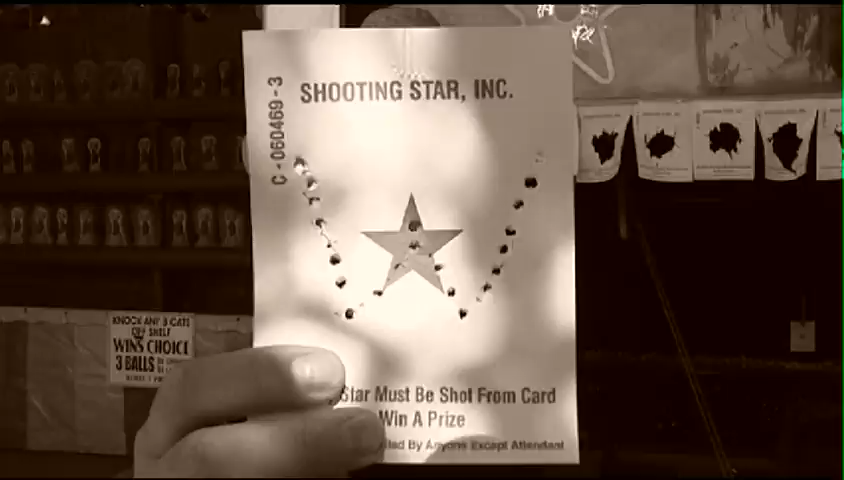 SHOOTING STAR, INC.
C-060469-3
Star Must Be Shot From Card
Win A Prize
By Anyone Except Attendant
KNOCK ANY 3 CATS
OFF SHELF
WINS CHOICE
3 BALLS